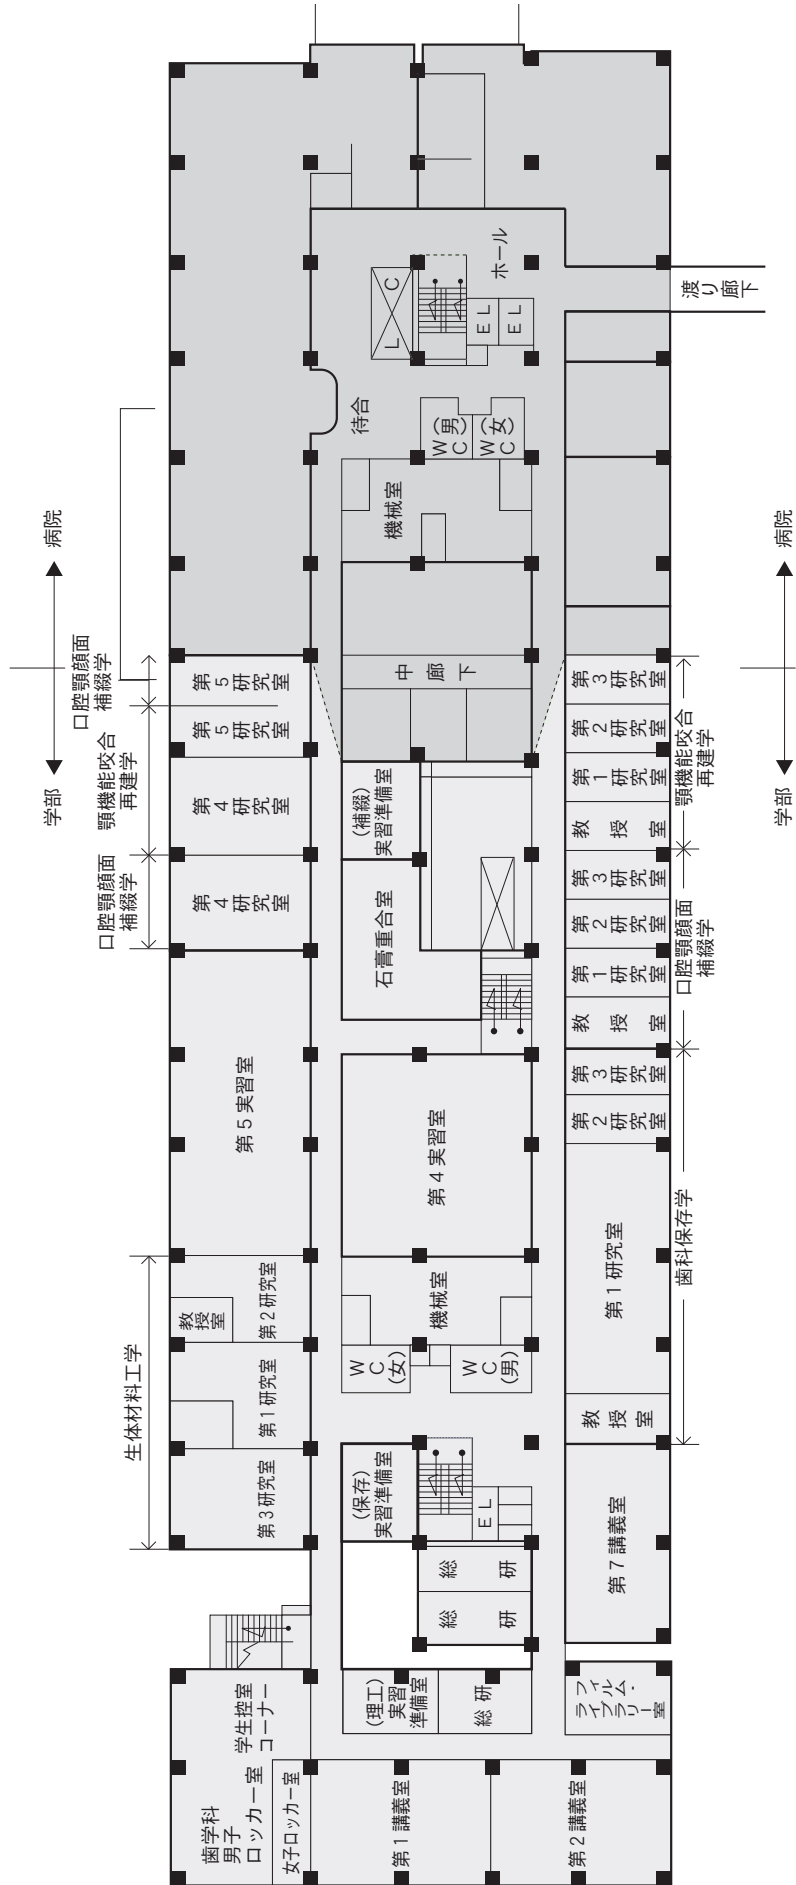 ホール
渡り廊下
LC
EL
EL
待合
WC(男)
WC(女)
機械室
病院
学部
病院
学部
口腔顎顔面
補綴学
顎機能咬合
再建学
口腔顎顔面
補綴学
第5研究室
第5研究室
第4研究室
第4研究室
中廊下
(補綴)
実習準備室
石膏重合室
第3研究室
第2研究室
第1研究室
教授室
第3研究室
第2研究室
第1研究室
教授室
第3研究室
第2研究室
顎機能咬合
再建学
口腔顎顔面
補綴学
歯科保存学
第5実習室
第4実習室
第1研究室
教授室
生体材料工学
教授室
第2研究室
第1研究室
第3研究室
機械室
WC(女)
WC(男)
(保存)
実習準備室
EL
総研
総研
第7講義室
学生控室
コーナー
(理工)
実習
準備室
総研
フィルム・
ライブラリー
室
歯学科
男子
ロッカー室
女子ロッカー室
第1講義室
第2講義室